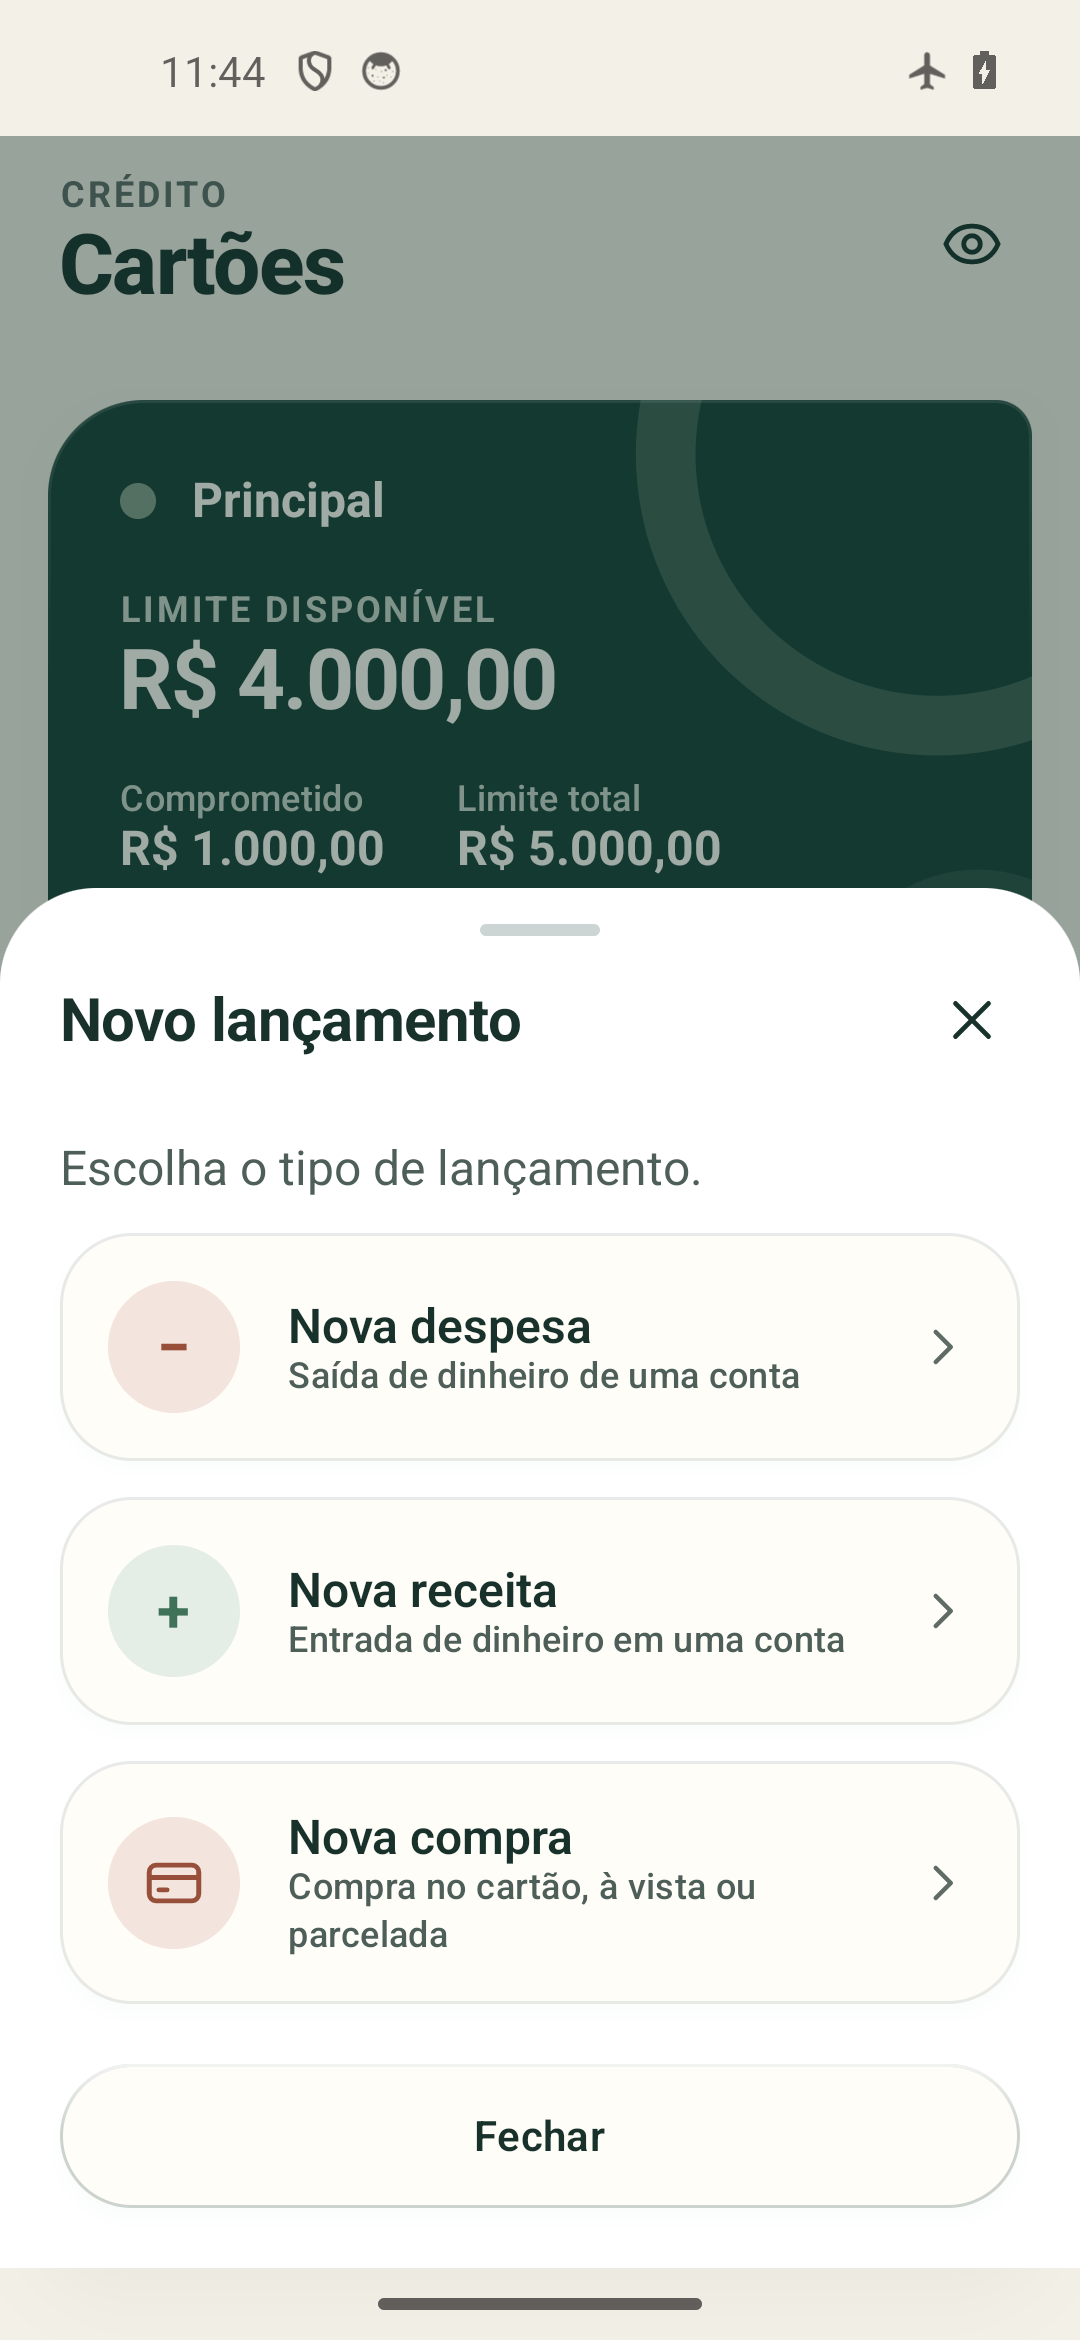 11:44
CRÉDITO
Cartões
Principal
LIMITE DISPONÍVEL
R$ 4.000,00
Comprometido Limite total
R$ 1.000,00 R$ 5.000,00
Novo lançamento
Escolha o tipo de lançamento.
Nova despesa
Saída de dinheiro de uma conta
Nova receita
Entrada de dinheiro em uma conta
Nova compra
Compra no cartão, à vista ou
parcelada
Fechar